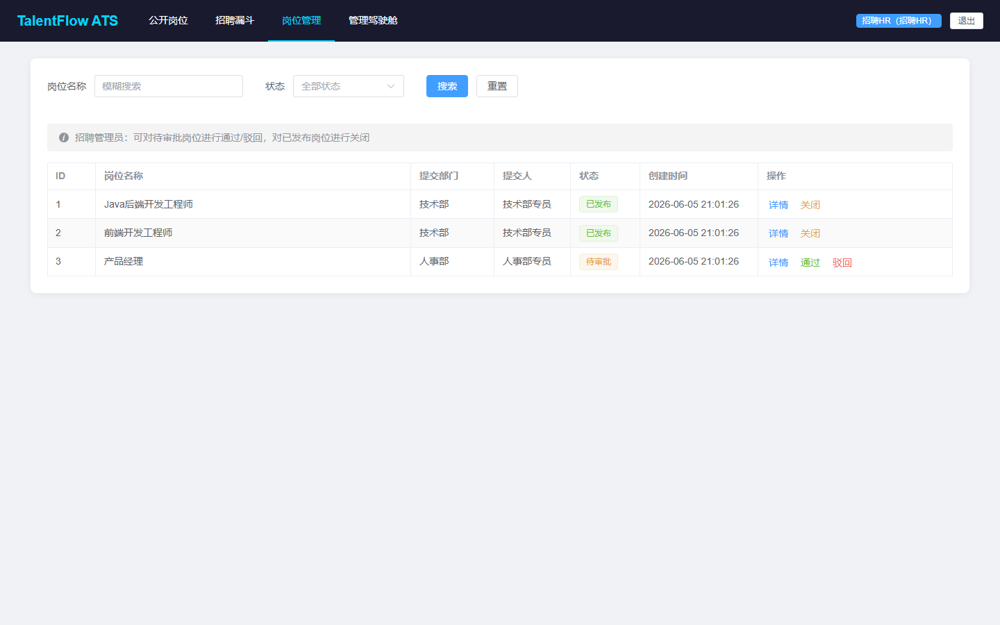 TalentFlow ATS 公开岗位 招聘漏斗 岗位管理 管理驾驶舱 招聘HR（招聘HR） 退出
岗位名称 模糊搜索 状态 全部状态 搜索 重置
招聘管理员：可对待审批岗位进行通过/驳回，对已发布岗位进行关闭
ID 岗位名称 提交部门 提交人 状态 创建时间 操作
1 Java后端开发工程师 技术部 技术部专员 已发布 2026-06-05 21:01:26 详情 关闭
2 前端开发工程师 技术部 技术部专员 已发布 2026-06-05 21:01:26 详情 关闭
3 产品经理 人事部 人事部专员 待审批 2026-06-05 21:01:26 详情 通过 驳回